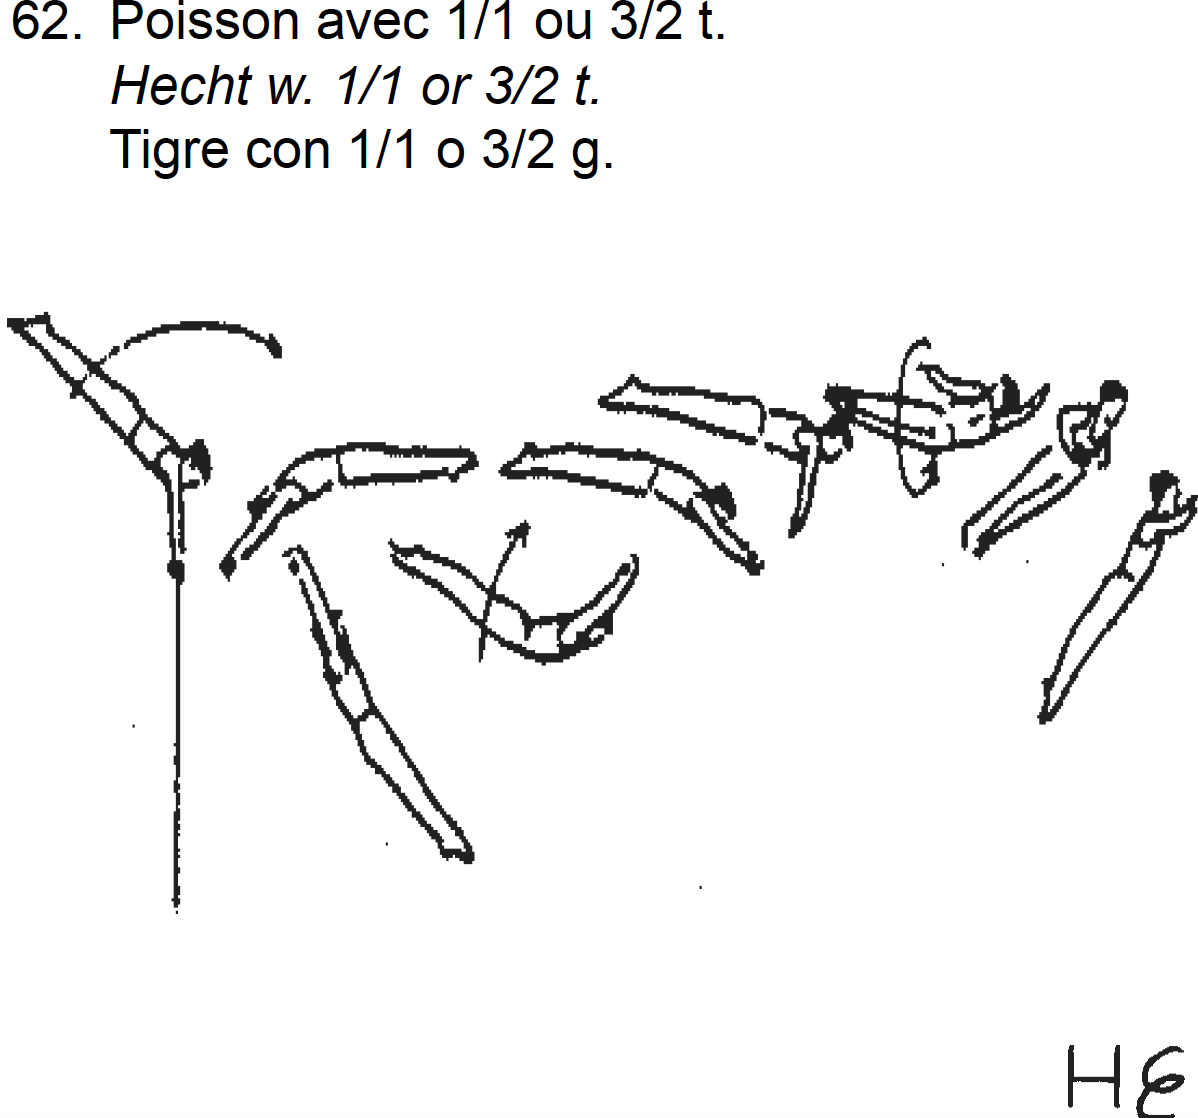 62. Poisson avec 1/1 ou 3/2 t.
Hecht w. 1/1 or 3/2 t.
Tigre con 1/1 o 3/2 g.
HE